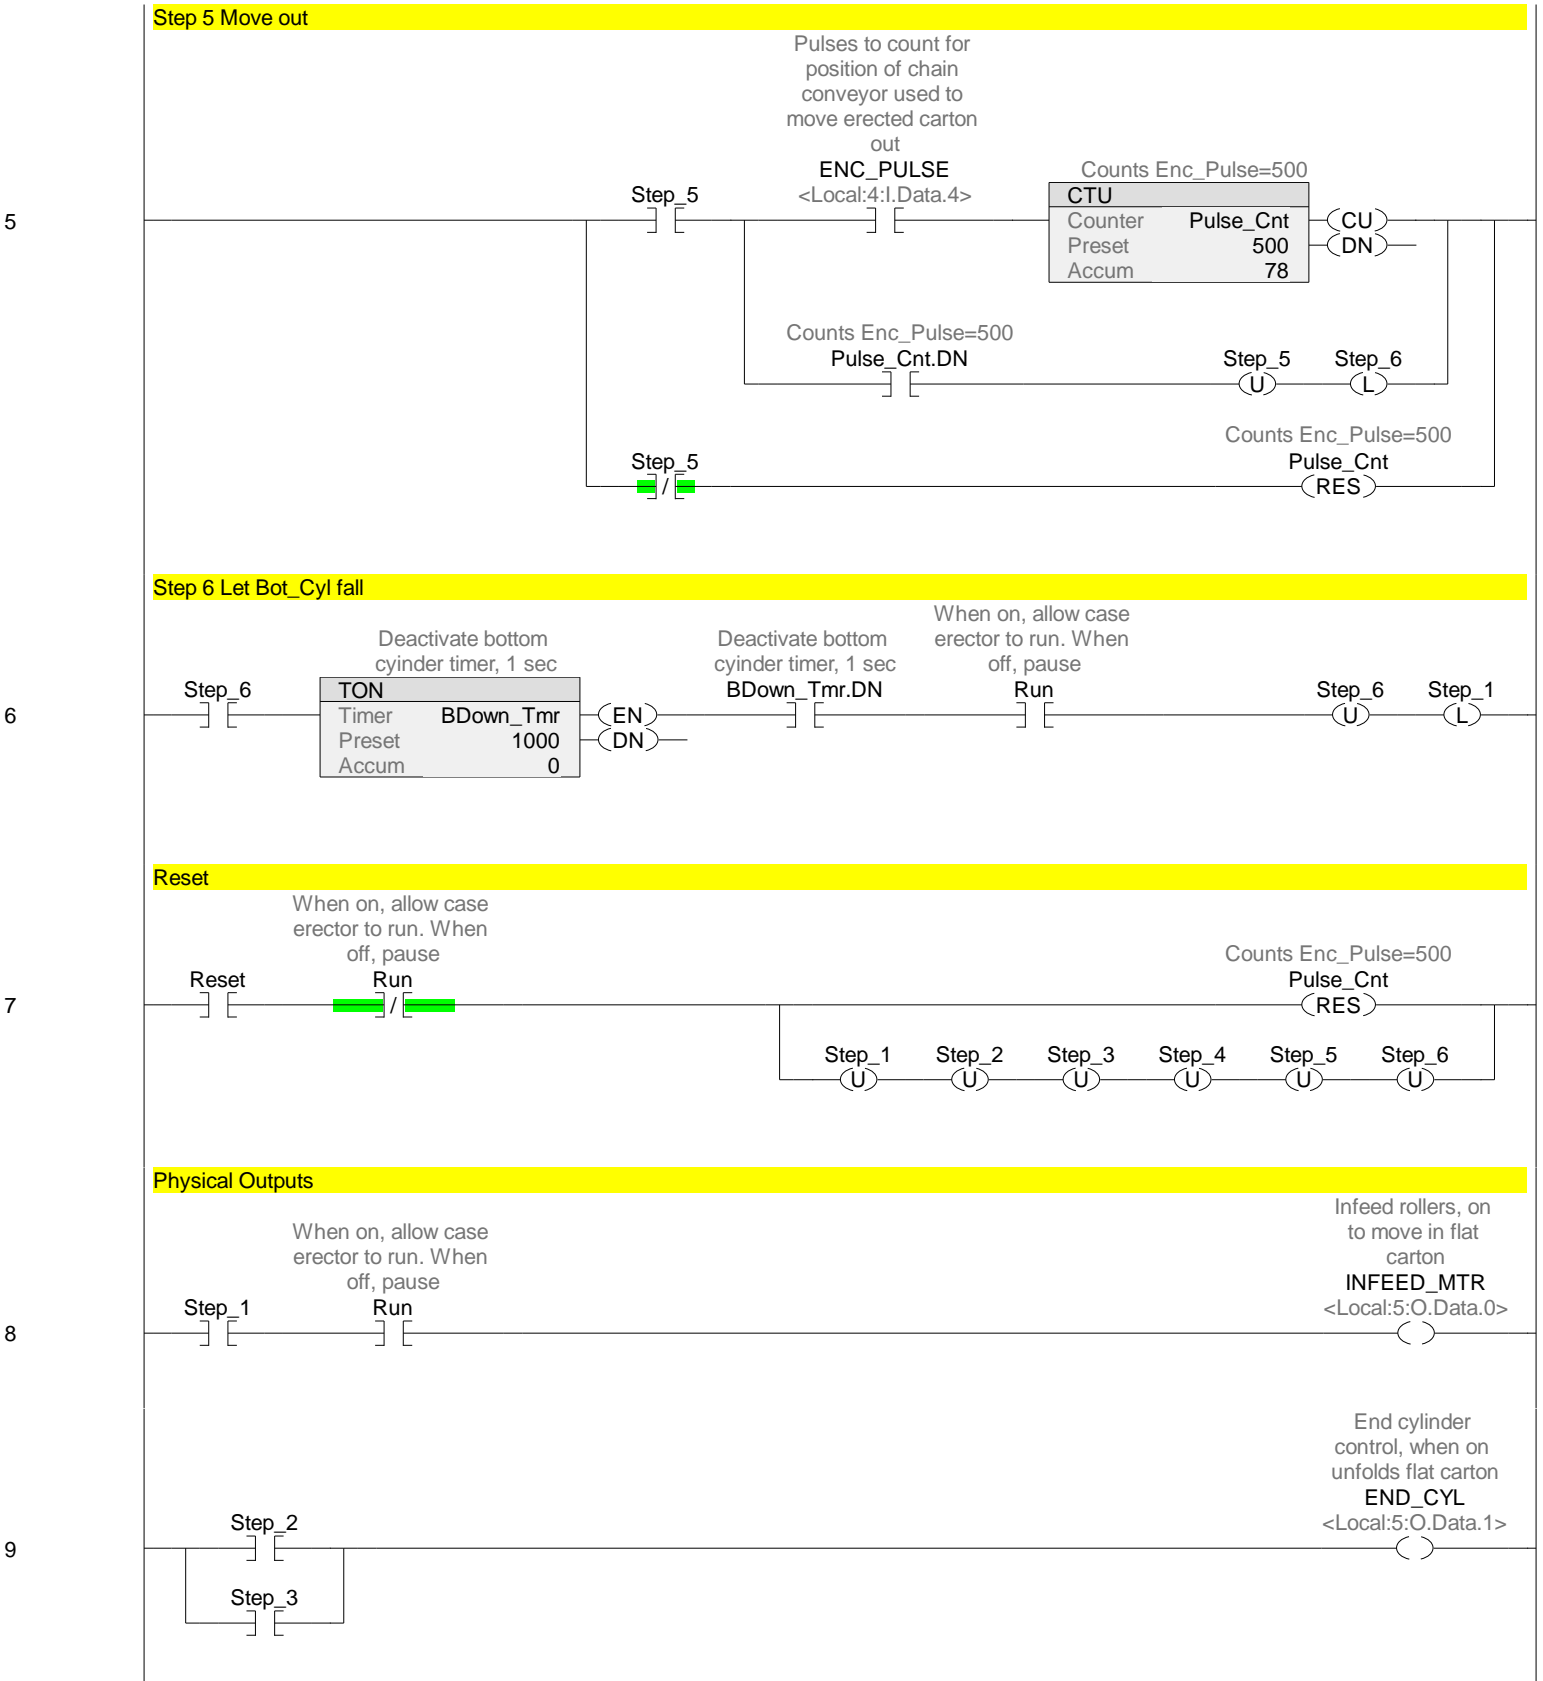 Step 5 Move out
Pulses to count for
position of chain
conveyor used to
move erected carton
out
ENC_PULSE
<Local:4:I.Data.4>
Step_5
Counts Enc_Pulse=500
CTU
Counter Pulse_Cnt
Preset 500
Accum 78
CU
DN
5
Counts Enc_Pulse=500
Pulse_Cnt.DN
Step_5
U
Step_6
L
Step_5
/
Counts Enc_Pulse=500
Pulse_Cnt
RES
Step 6 Let Bot_Cyl fall
Step_6
Deactivate bottom
cyinder timer, 1 sec
TON
Timer BDown_Tmr
Preset 1000
Accum 0
EN
DN
Deactivate bottom
cyinder timer, 1 sec
BDown_Tmr.DN
When on, allow case
erector to run. When
off, pause
Run
Step_6
U
Step_1
L
6
Reset
Reset
When on, allow case
erector to run. When
off, pause
Run
/
Counts Enc_Pulse=500
Pulse_Cnt
RES
7
Step_1 Step_2 Step_3 Step_4 Step_5 Step_6
U U U U U U
Physical Outputs
Step_1
When on, allow case
erector to run. When
off, pause
Run
Infeed rollers, on
to move in flat
carton
INFEED_MTR
<Local:5:O.Data.0>
8
End cylinder
control, when on
unfolds flat carton
END_CYL
<Local:5:O.Data.1>
Step_2
9
Step_3